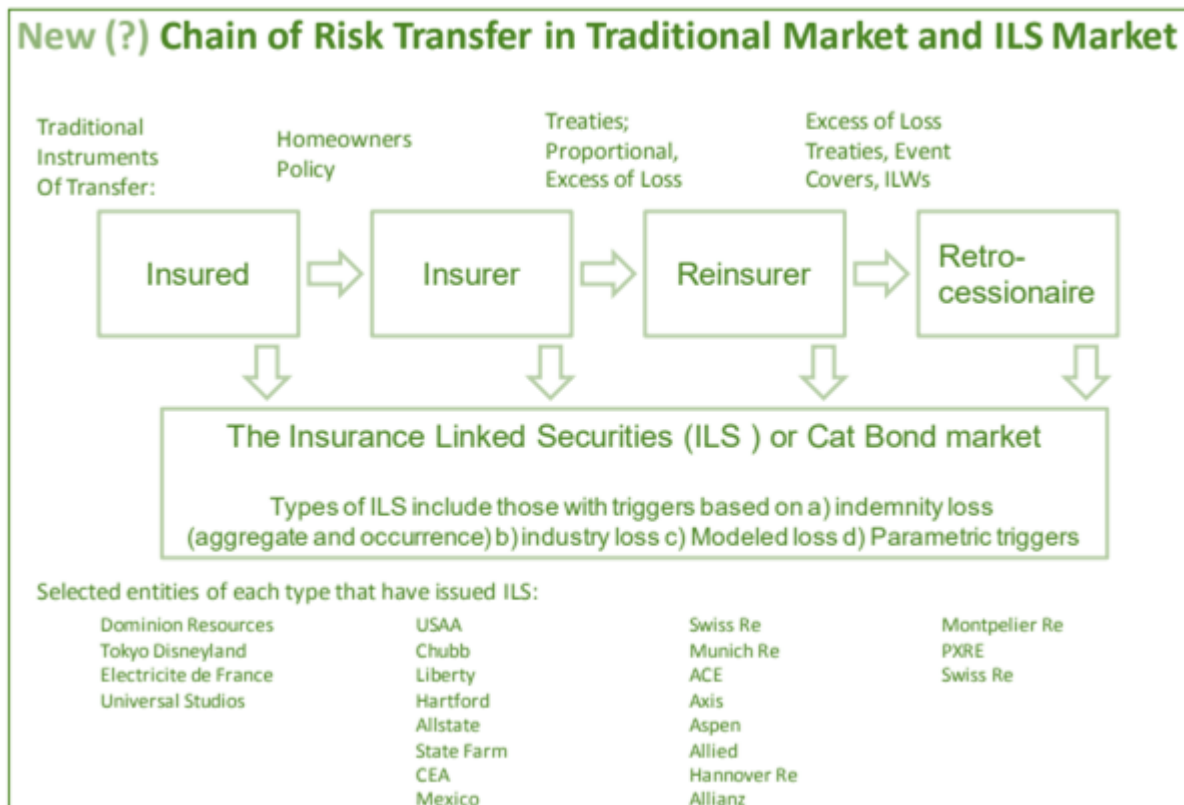 New (?) Chain of Risk Transfer in Traditional Market and ILS Market
Traditional
Instruments
Of Transfer:
Homeowners
Policy
Treaties;
Proportional,
Excess of Loss
Excess of Loss
Treaties, Event
Covers, ILWs
Insured
Insurer
Reinsurer
Retro-
cessionaire
The Insurance Linked Securities (ILS ) or Cat Bond market
Types of ILS include those with triggers based on a) indemnity loss
(aggregate and occurrence) b) industry loss c) Modeled loss d) Parametric triggers
Selected entities of each type that have issued ILS:
Dominion Resources
Tokyo Disneyland
Electricite de France
Universal Studios
USAA
Chubb
Liberty
Hartford
Allstate
State Farm
CEA
Mexico
Swiss Re
Munich Re
ACE
Axis
Aspen
Allied
Hannover Re
Allianz
Montpelier Re
PXRE
Swiss Re